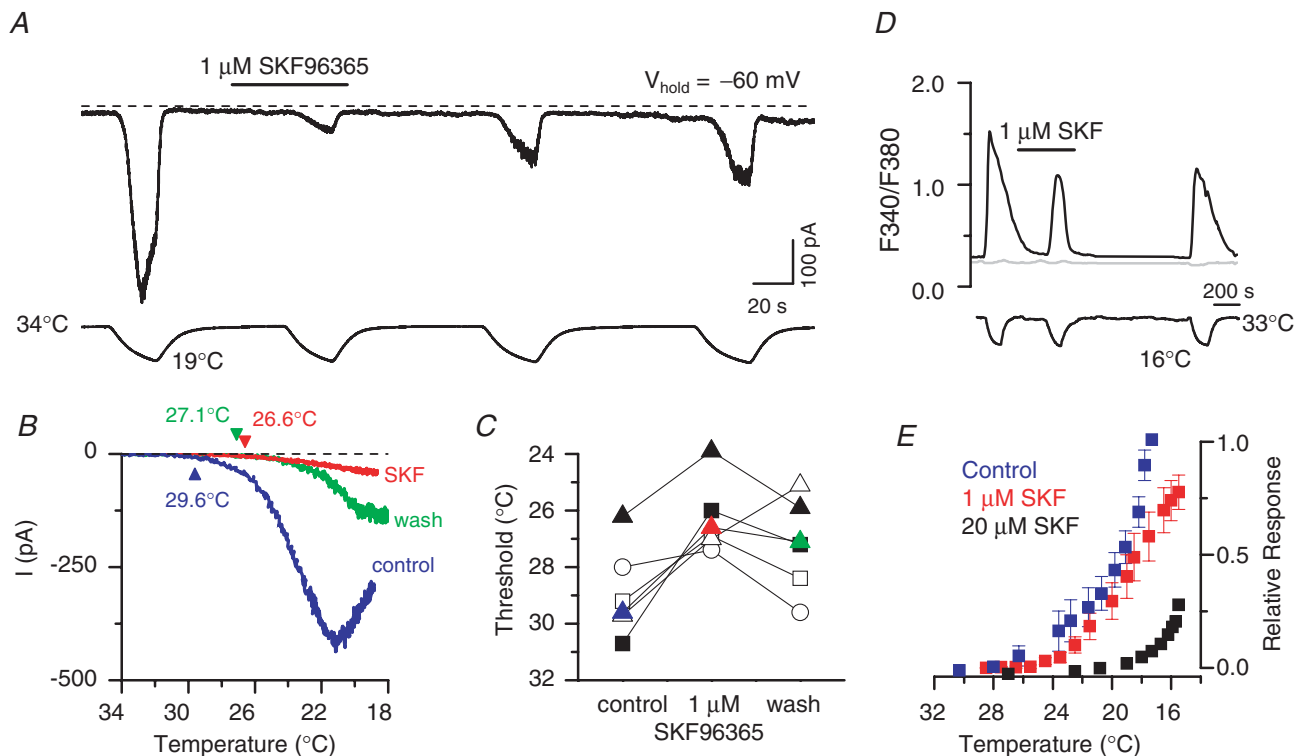 A
1 μM SKF96365
V_hold = −60 mV
100 pA
20 s
34°C
19°C
B
27.1°C
26.6°C
0
SKF
29.6°C
wash
I (pA)
-250
control
-500
34
30
26
22
18
Temperature (°C)
C
24
26
Threshold (°C)
28
30
32
control
1 μM
wash
SKF96365
D
2.0
1 μM SKF
F340/F380
1.0
0.0
200 s
33°C
16°C
E
Control
1 μM SKF
20 μM SKF
1.0
0.5
0.0
Relative Response
32
28
24
20
16
Temperature (°C)